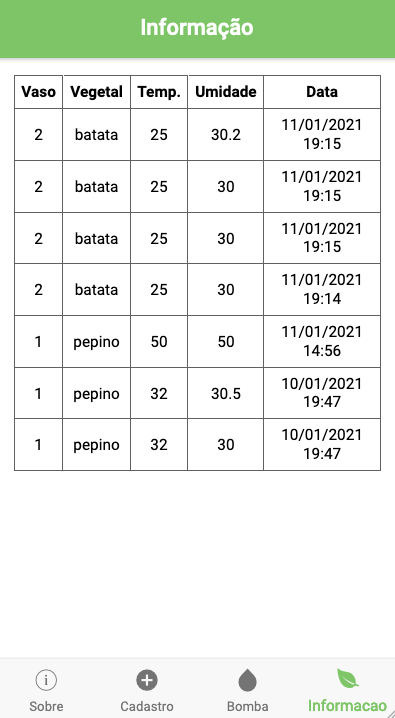 Informação
Vaso Vegetal Temp. Umidade Data
2 batata 25 30.2 11/01/2021
19:15
2 batata 25 30 11/01/2021
19:15
2 batata 25 30 11/01/2021
19:15
2 batata 25 30 11/01/2021
19:14
1 pepino 50 50 11/01/2021
14:56
1 pepino 32 30.5 10/01/2021
19:47
1 pepino 32 30 10/01/2021
19:47
Sobre Cadastro Bomba Informacao